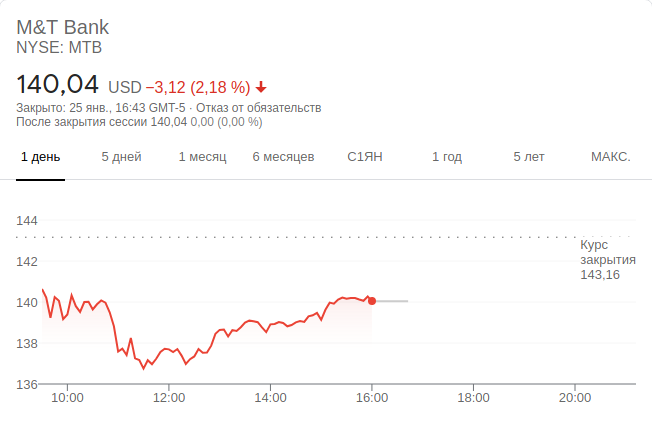 M&T Bank
NYSE: MTB
140,04 USD −3,12 (2,18 %)
Закрыто: 25 янв., 16:43 GMT-5 · Отказ от обязательств
После закрытия сессии 140,04 0,00 (0,00 %)
1 день 5 дней 1 месяц 6 месяцев С1ЯН 1 год 5 лет МАКС.
144
Курс
закрытия
143,16
142
140
138
136
10:00 12:00 14:00 16:00 18:00 20:00